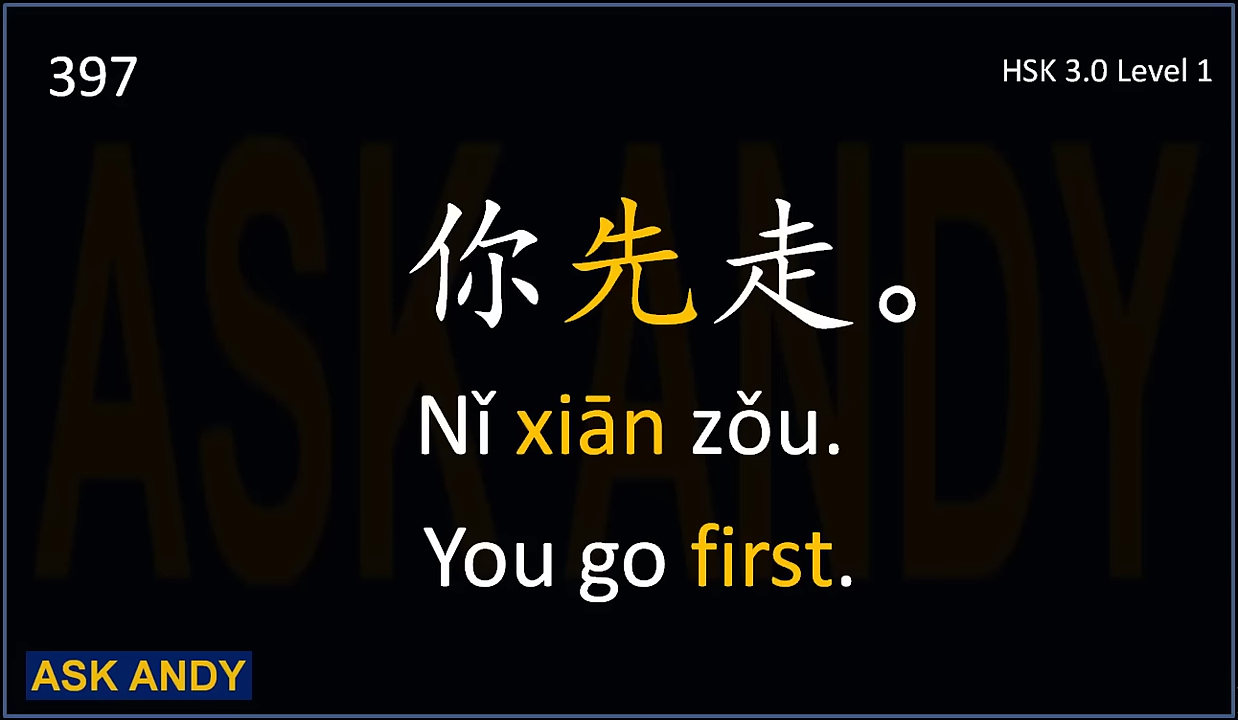 397
HSK 3.0 Level 1
你先走。
Nǐ xiān zǒu.
You go first.
ASK ANDY
ASK ANDY